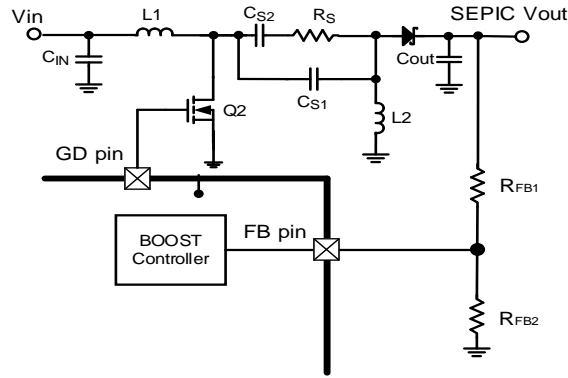 Vin
L1
CS2
RS
SEPIC Vout
CIN
CS1
Cout
Q2
L2
GD pin
RFB1
BOOST
Controller
FB pin
RFB2